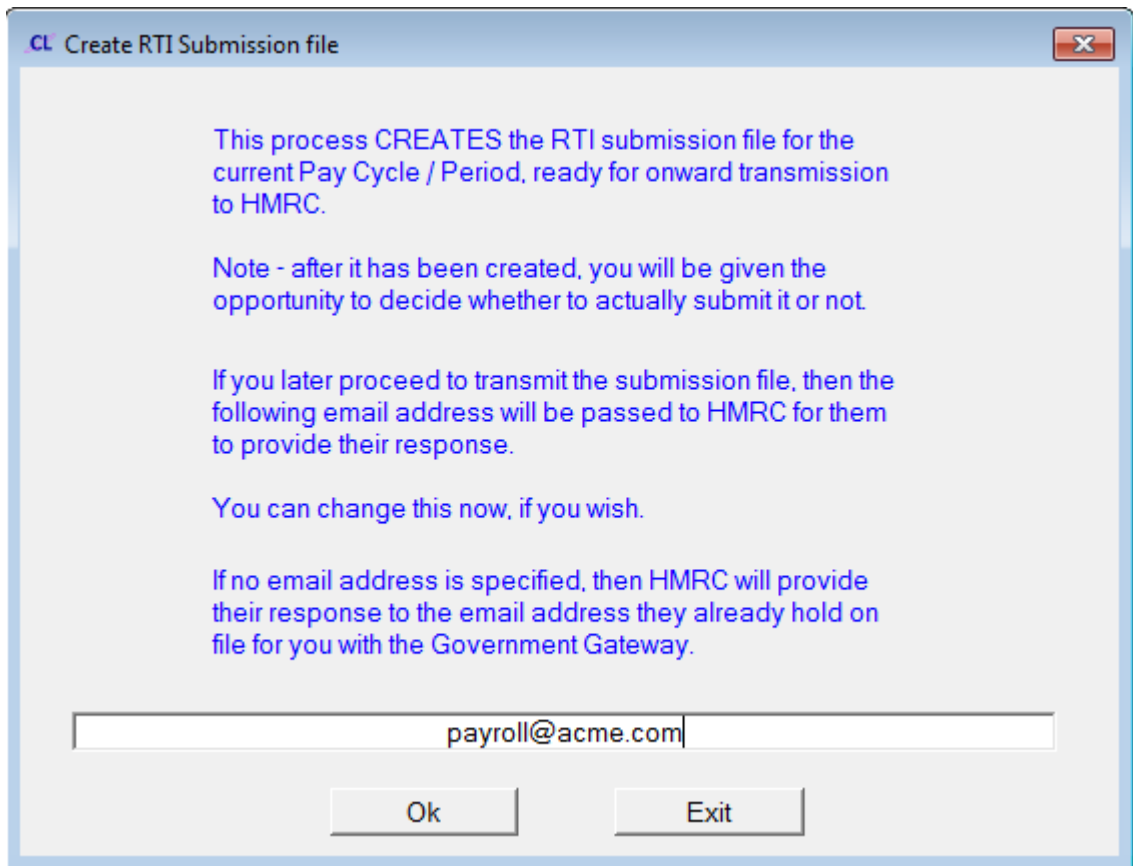 CL Create RTI Submission file
This process CREATES the RTI submission file for the
current Pay Cycle / Period, ready for onward transmission
to HMRC.
Note - after it has been created, you will be given the
opportunity to decide whether to actually submit it or not.
If you later proceed to transmit the submission file, then the
following email address will be passed to HMRC for them
to provide their response.
You can change this now, if you wish.
If no email address is specified, then HMRC will provide
their response to the email address they already hold on
file for you with the Government Gateway.
payroll@acme.com
Ok Exit